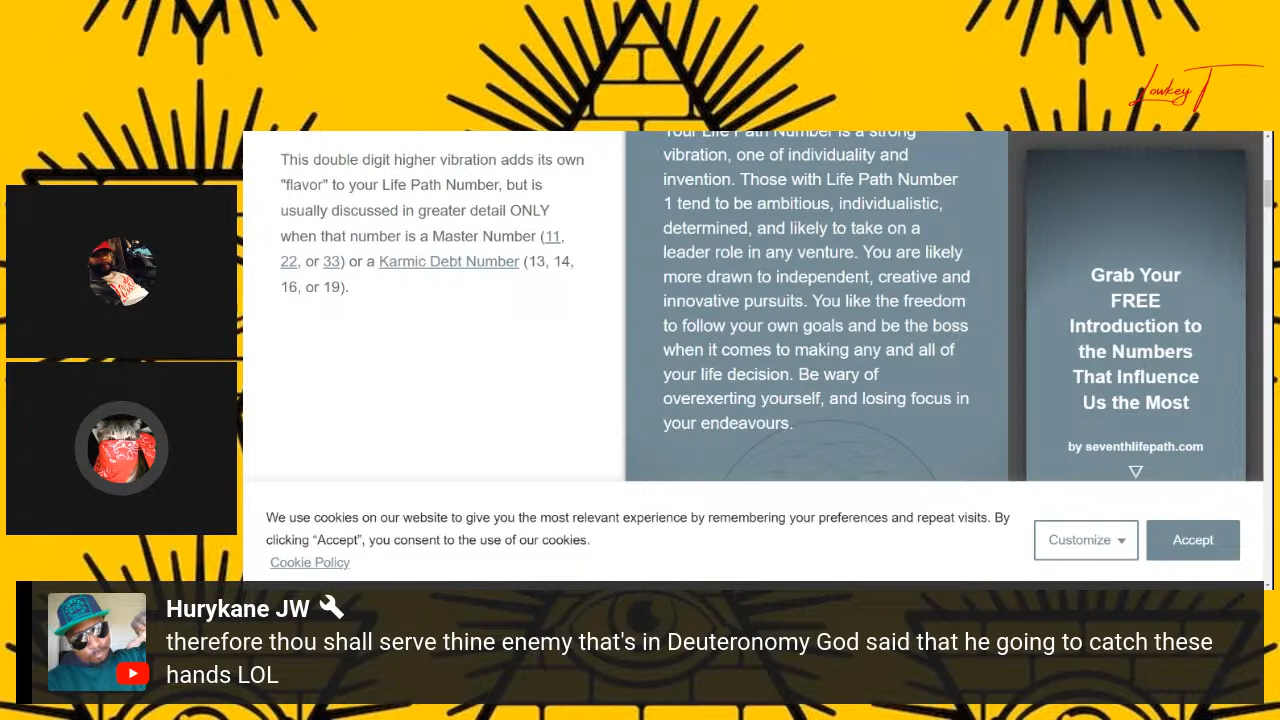 Lowkey T
This double digit higher vibration adds its own
"flavor" to your Life Path Number, but is
usually discussed in greater detail ONLY
when that number is a Master Number (11,
22, or 33) or a Karmic Debt Number (13, 14,
16, or 19).
Your Life Path Number is a strong
vibration, one of individuality and
invention. Those with Life Path Number
1 tend to be ambitious, individualistic,
determined, and likely to take on a
leader role in any venture. You are likely
more drawn to independent, creative and
innovative pursuits. You like the freedom
to follow your own goals and be the boss
when it comes to making any and all of
your life decision. Be wary of
overexerting yourself, and losing focus in
your endeavours.
Grab Your
FREE
Introduction to
the Numbers
That Influence
Us the Most
by seventhlifepath.com
We use cookies on our website to give you the most relevant experience by remembering your preferences and repeat visits. By
clicking “Accept”, you consent to the use of our cookies.
Cookie Policy
Customize
Accept
Hurykane JW
therefore thou shall serve thine enemy that's in Deuteronomy God said that he going to catch these
hands LOL